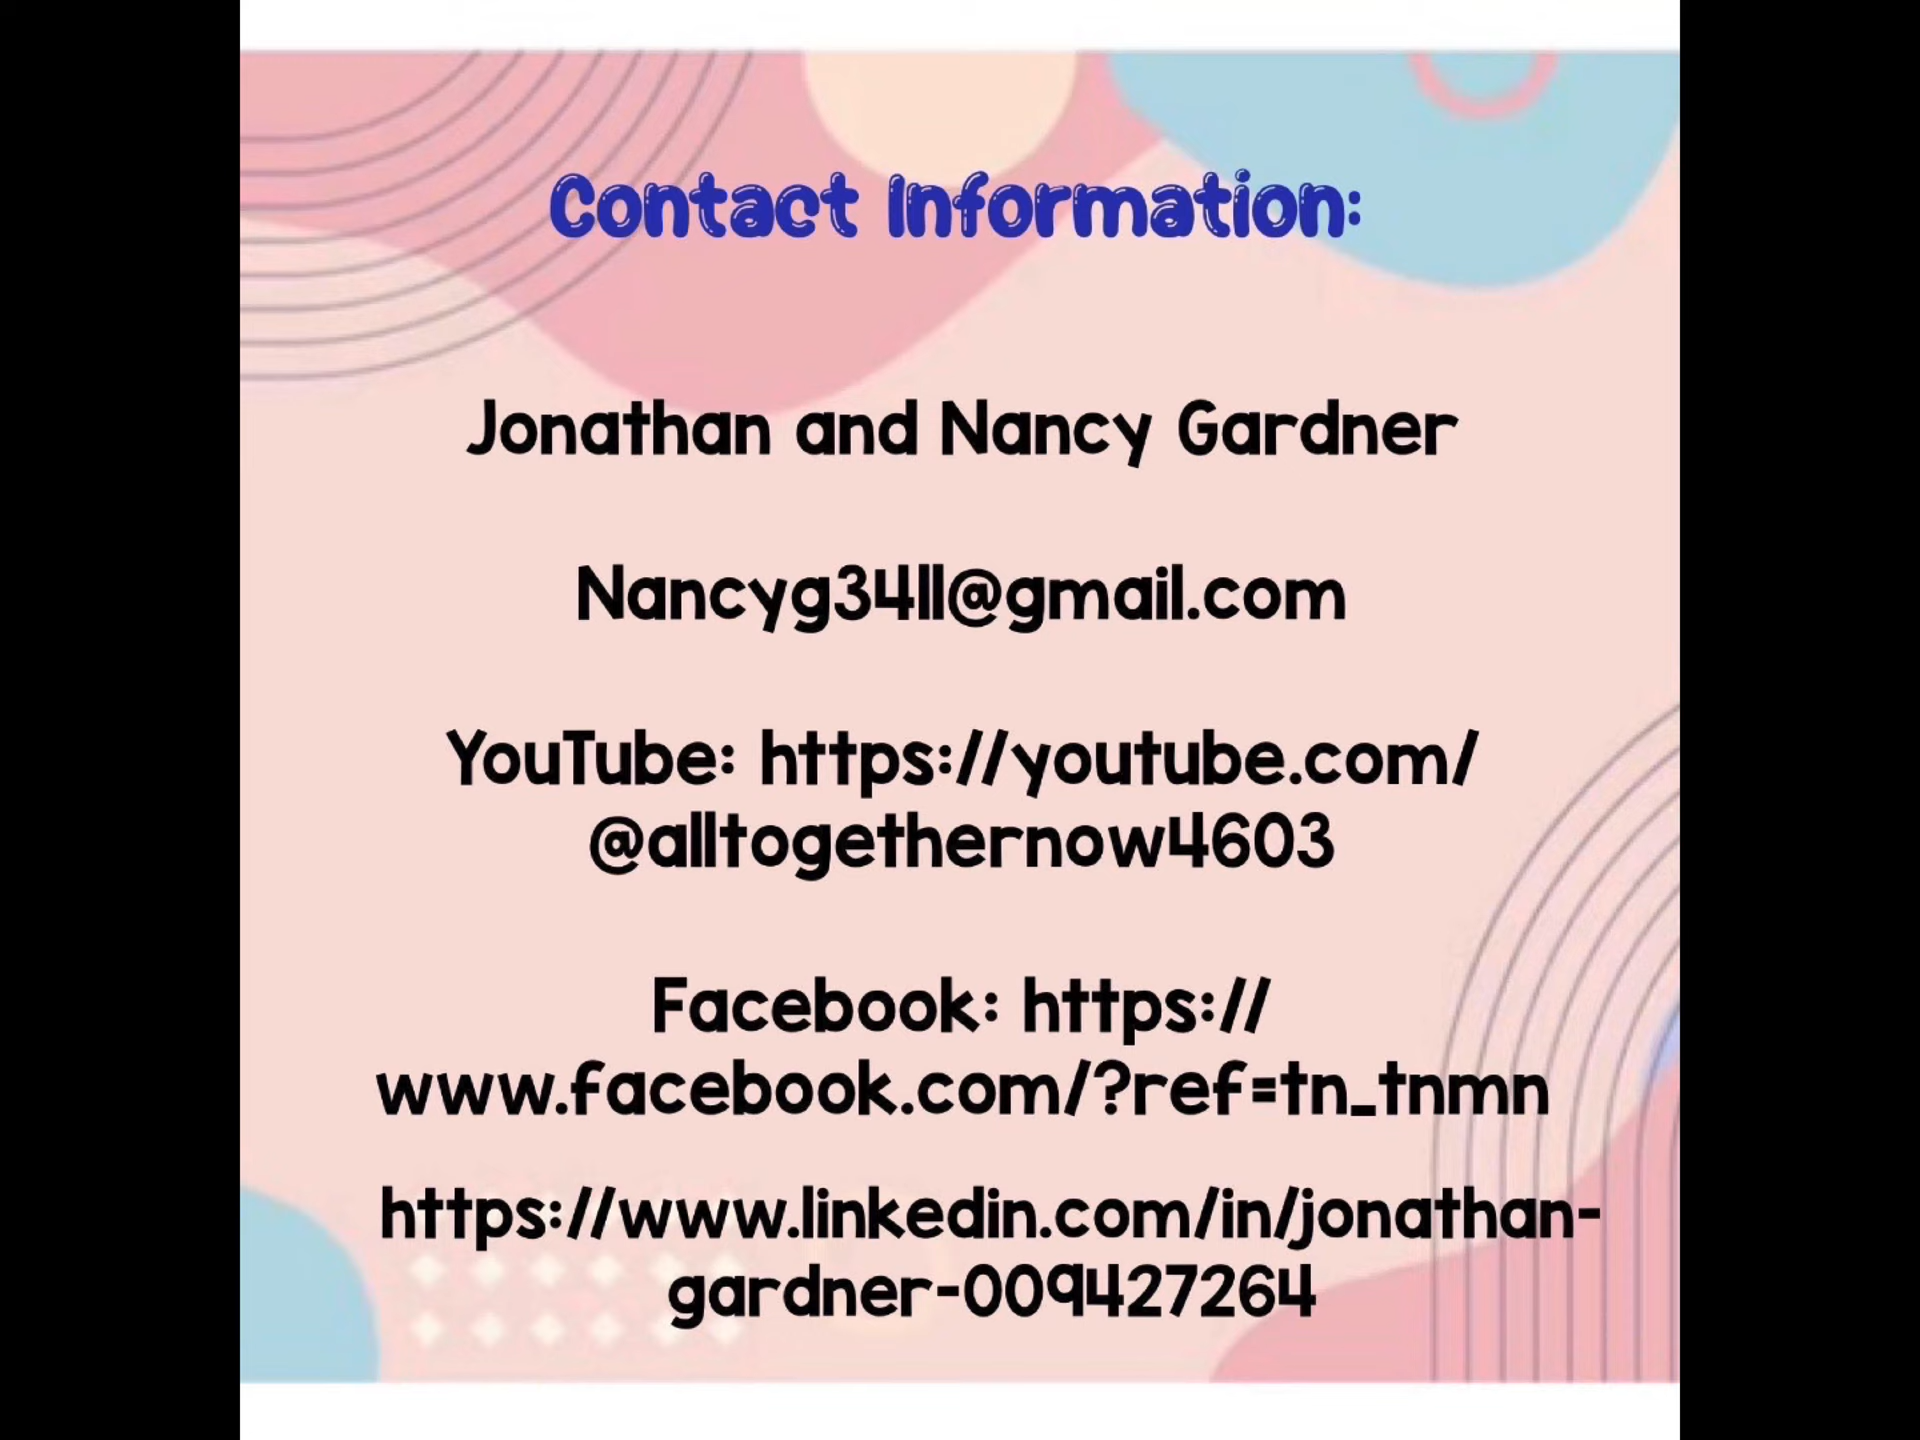 Contact Information:
Jonathan and Nancy Gardner
Nancyg3411@gmail.com
YouTube: https://youtube.com/
@alltogethernow4603
Facebook: https://
www.facebook.com/?ref=tn_tnmn
https://www.linkedin.com/in/jonathan-
gardner-009427264